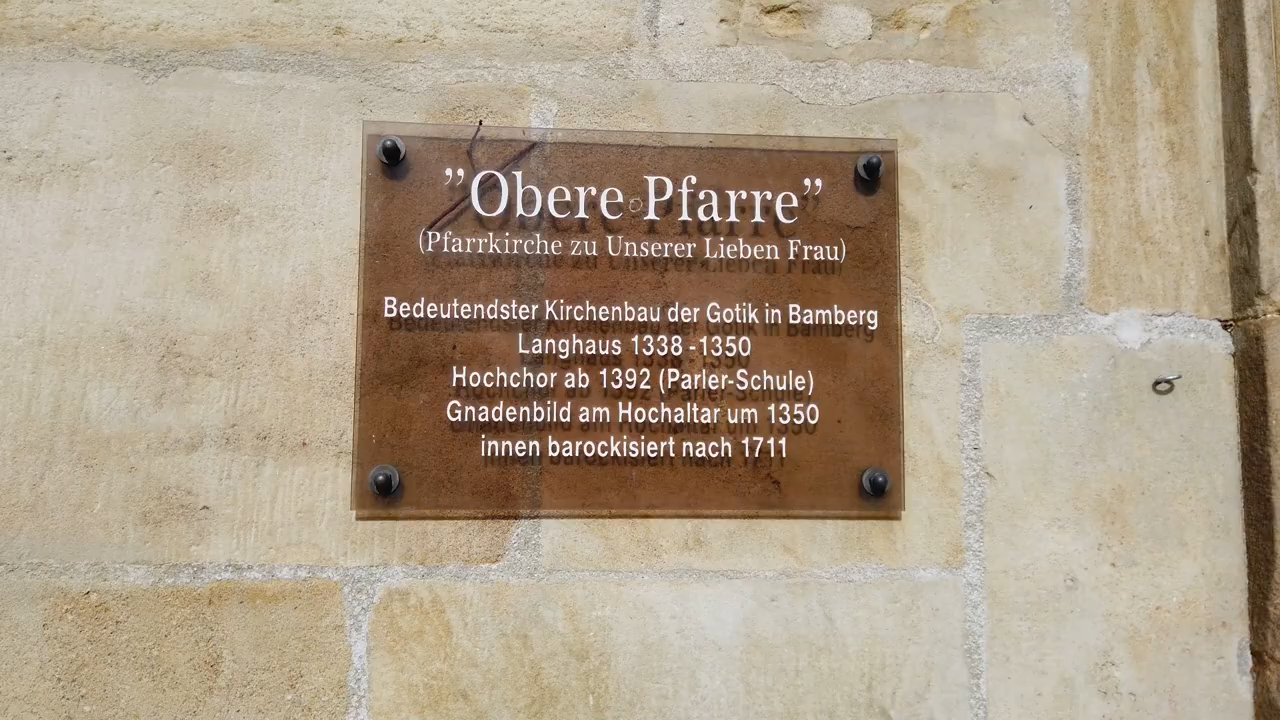 ”Obere Pfarre”
(Pfarrkirche zu Unserer Lieben Frau)
Bedeutendster Kirchenbau der Gotik in Bamberg
Langhaus 1338 -1350
Hochchor ab 1392 (Parler-Schule)
Gnadenbild am Hochaltar um 1350
innen barockisiert nach 1711